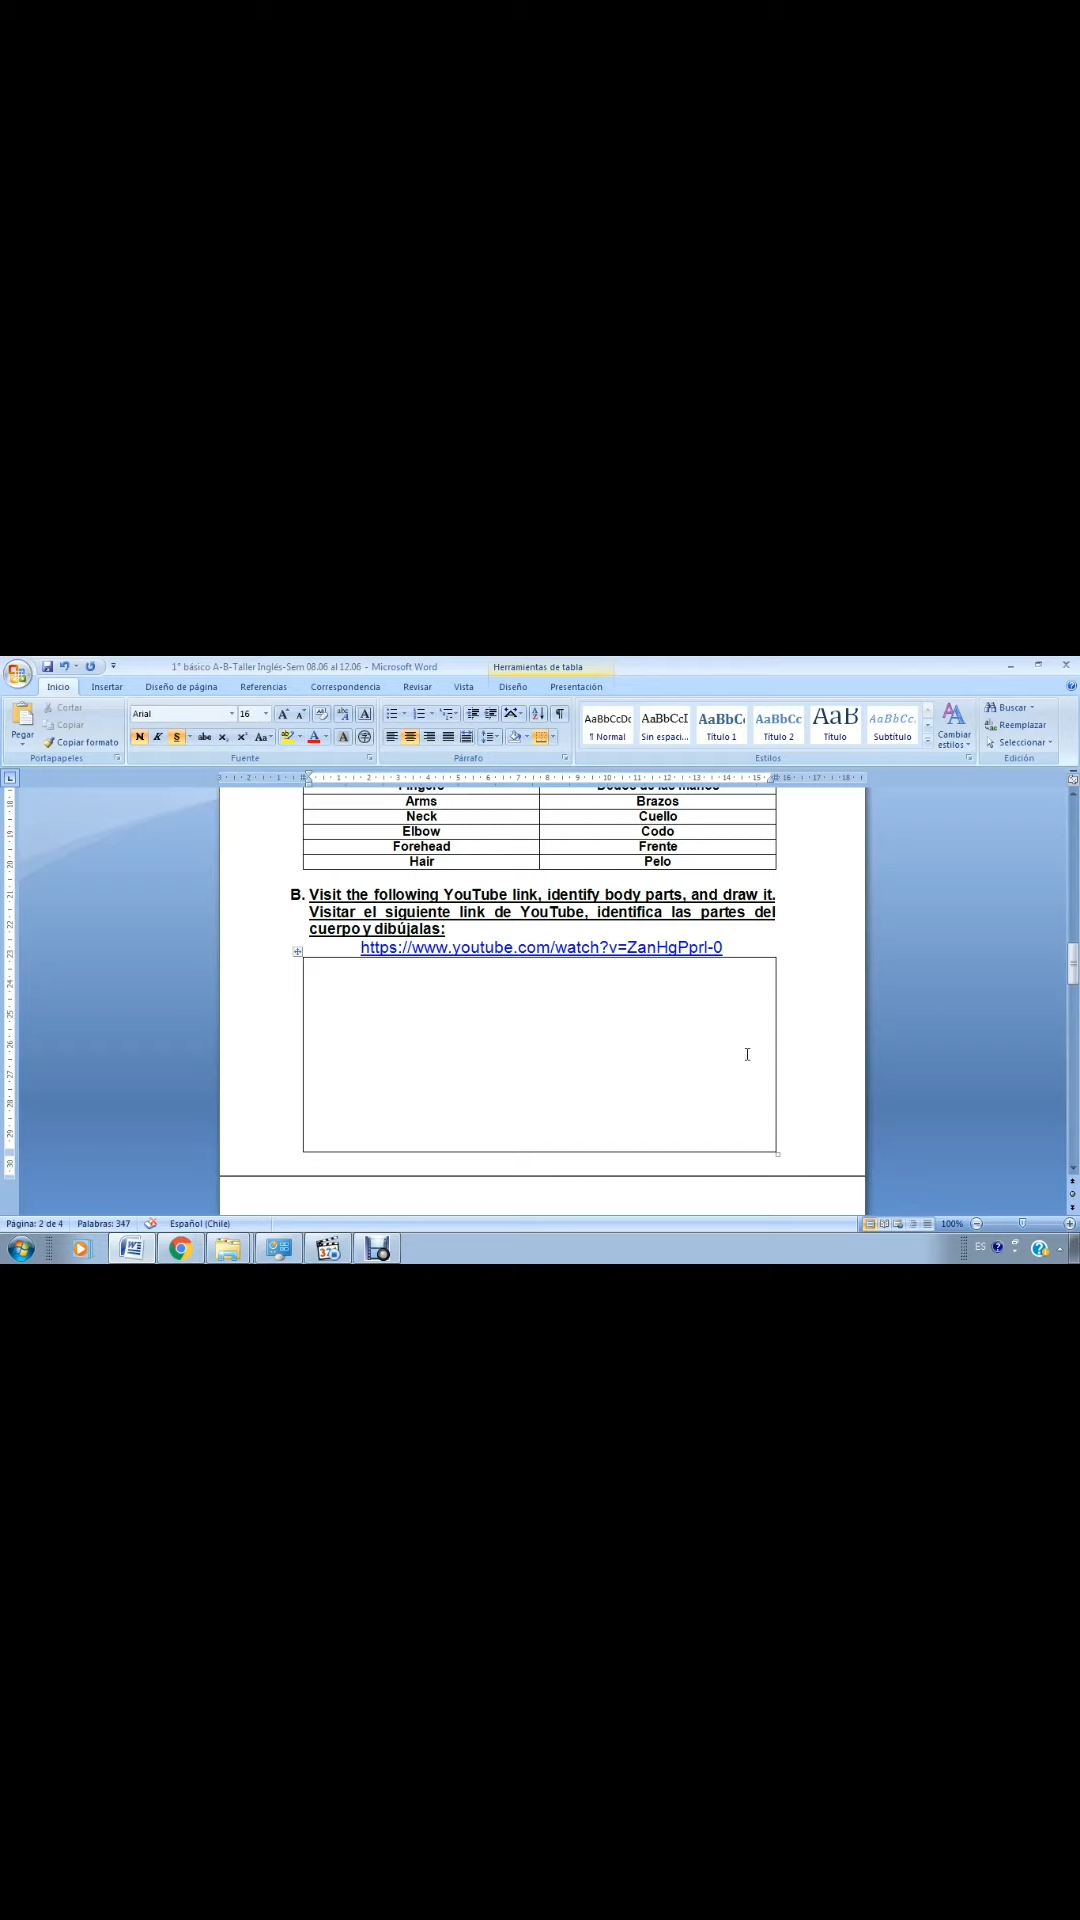 1° básico A-B-Taller Inglés-Sem 08.06 al 12.06 - Microsoft Word
Herramientas de tabla
Inicio Insertar Diseño de página Referencias Correspondencia Revisar Vista Diseño Presentación
Pegar
Cortar
Copiar
Copiar formato
Portapapeles
Arial 16
Fuente
Párrafo
AaBbCcDc AaBbCcI AaBbC AaBbCc AaB AaBbCc.
¶ Normal Sin espaci... Título 1 Título 2 Título Subtítulo
Cambiar estilos
Estilos
Buscar
Reemplazar
Seleccionar
Edición
Fingers Dedos de las manos
Arms Brazos
Neck Cuello
Elbow Codo
Forehead Frente
Hair Pelo
B. Visit the following YouTube link, identify body parts, and draw it.
Visitar el siguiente link de YouTube, identifica las partes del
cuerpo y dibújalas:
https://www.youtube.com/watch?v=ZanHgPprl-0
Página: 2 de 4 Palabras: 347 Español (Chile) 100%
ES